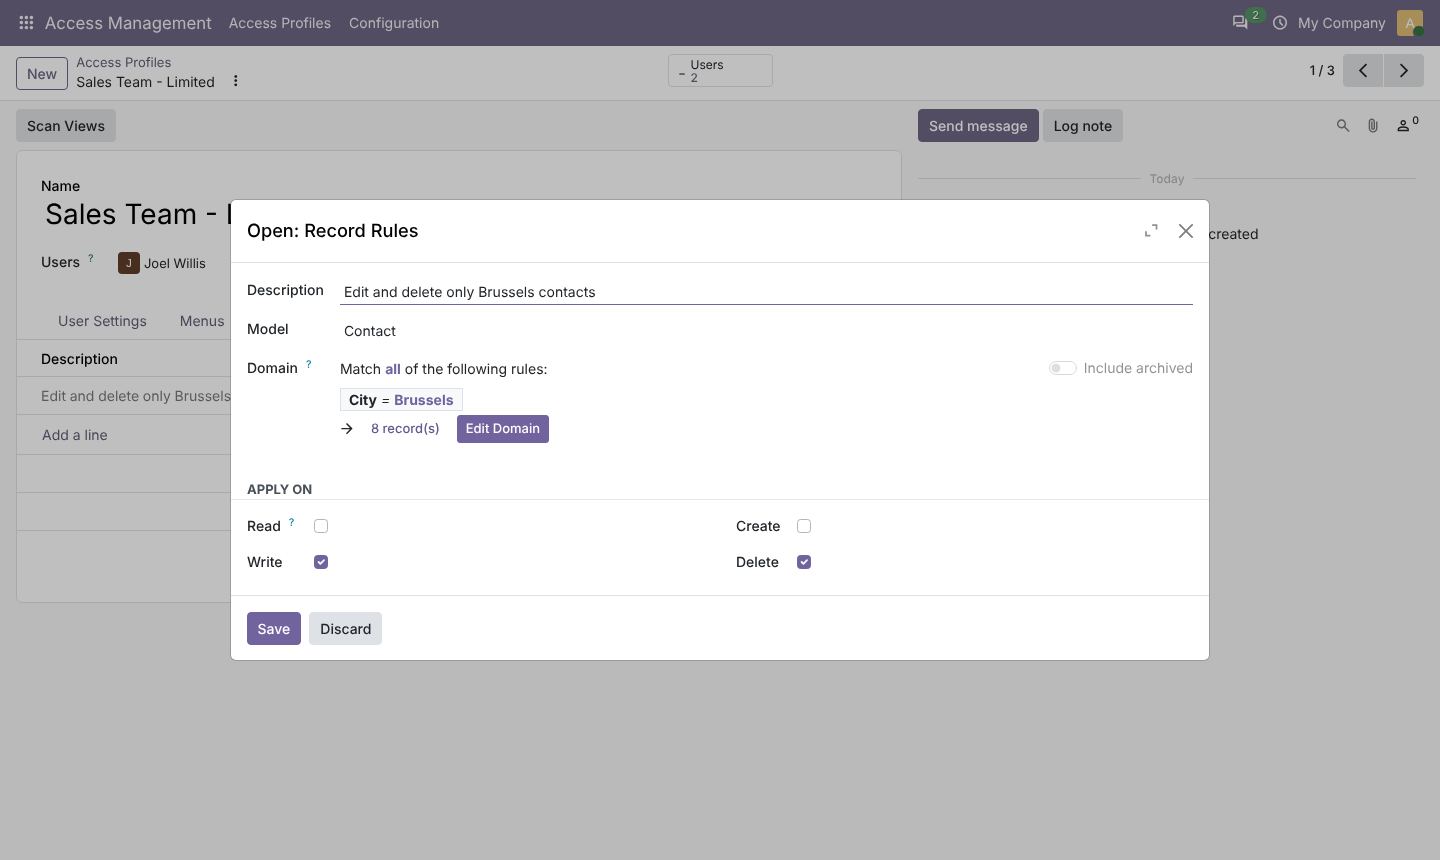 Access Management Access Profiles Configuration 2 My Company A
New Access Profiles Users 2 1 / 3
Sales Team - Limited
Scan Views Send message Log note 0
Today
Name
Sales Team -
created
Users ? J Joel Willis
User Settings Menus
Description
Edit and delete only Brussels
Add a line
Open: Record Rules
Description Edit and delete only Brussels contacts
Model Contact
Domain ? Match all of the following rules: Include archived
City = Brussels
8 record(s) Edit Domain
APPLY ON
Read ? Create
Write Delete
Save Discard